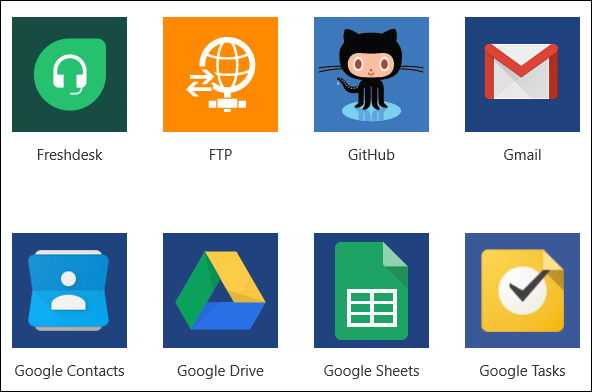 Freshdesk
FTP
GitHub
Gmail
Google Contacts
Google Drive
Google Sheets
Google Tasks